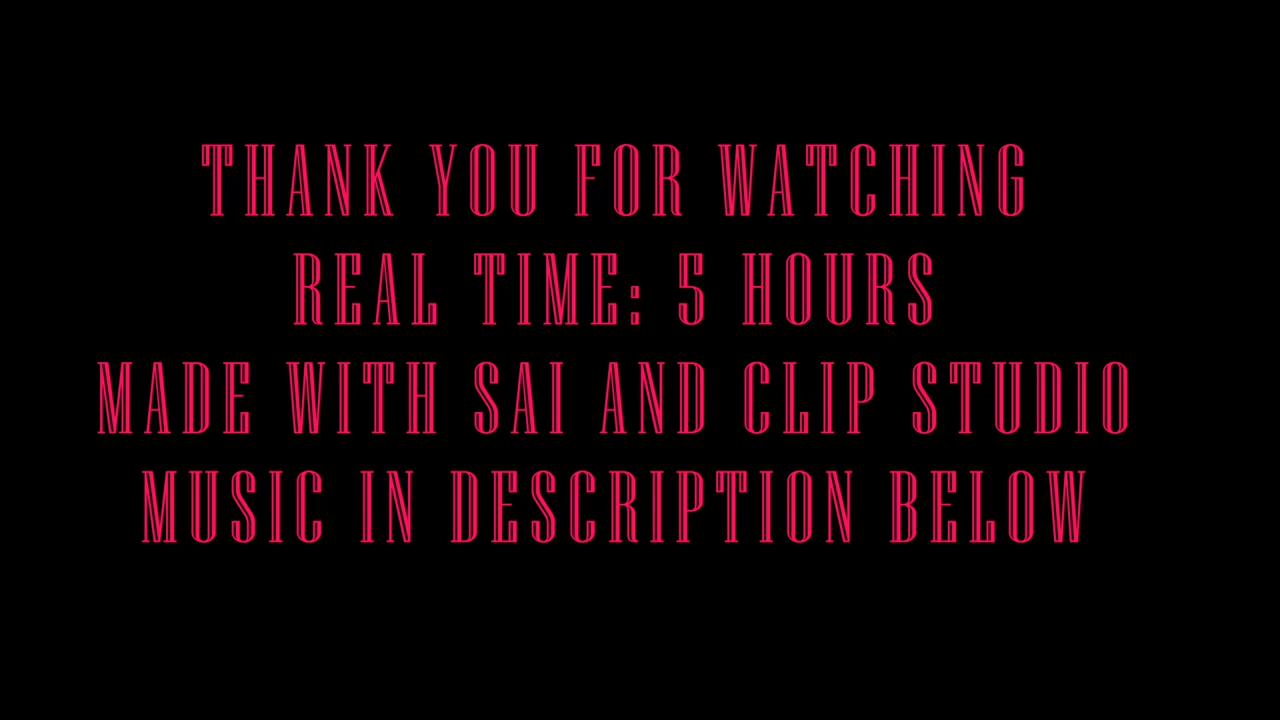 THANK YOU FOR WATCHING
REAL TIME: 5 HOURS
MADE WITH SAI AND CLIP STUDIO
MUSIC IN DESCRIPTION BELOW